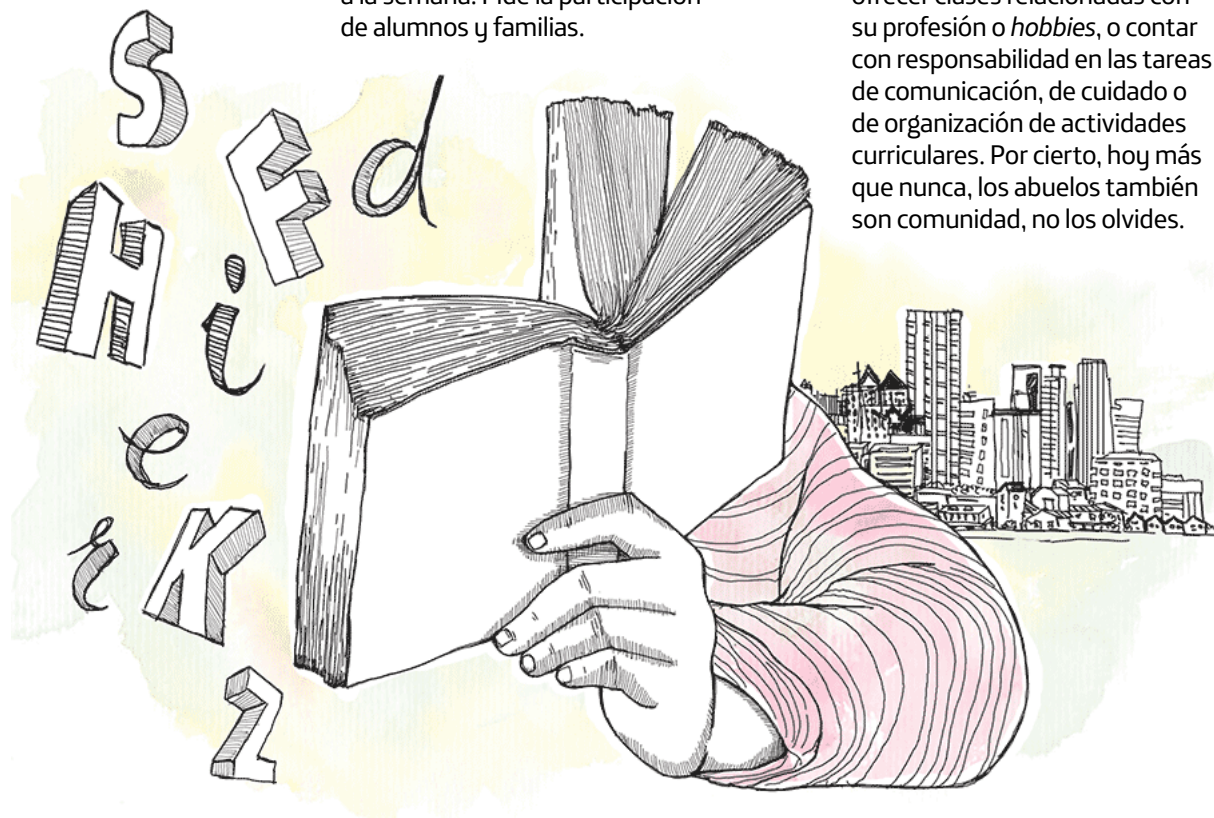 a la semana. Pide la participación
de alumnos y familias.
ofrecer clases relacionadas con
su profesión o hobbies, o contar
con responsabilidad en las tareas
de comunicación, de cuidado o
de organización de actividades
curriculares. Por cierto, hoy más
que nunca, los abuelos también
son comunidad, no los olvides.
S
F
d
H
i
e
r
K
Z